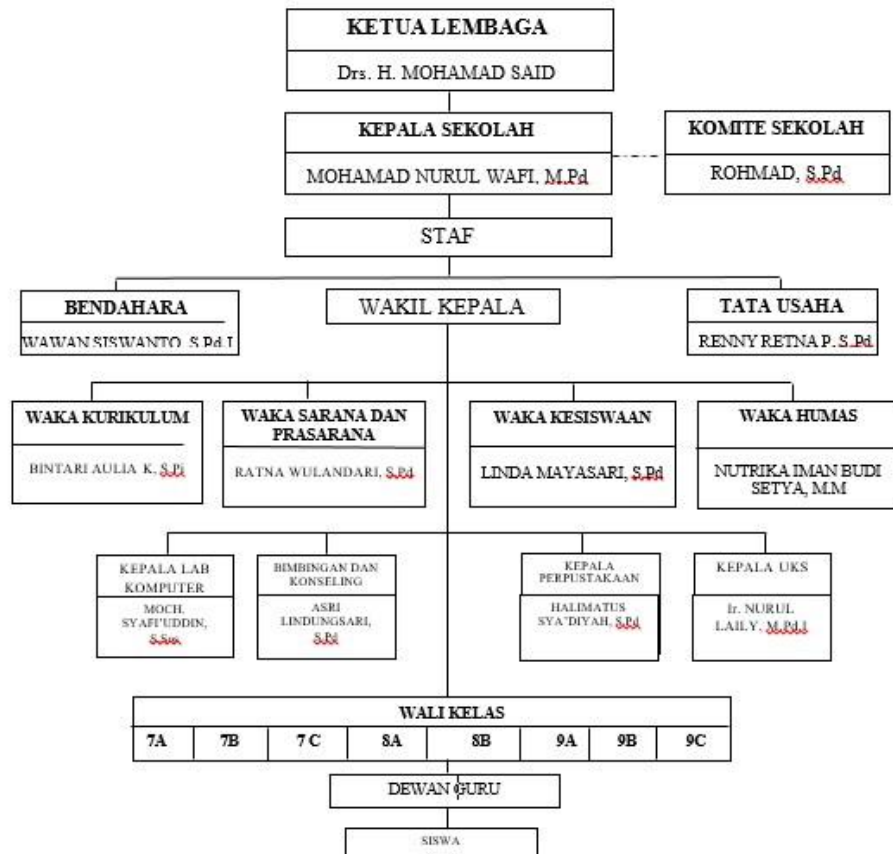 KETUA LEMBAGA
Drs. H. MOHAMAD SAID
KEPALA SEKOLAH
MOHAMAD NURUL WAFI, M.Pd
KOMITE SEKOLAH
ROHMAD, S.Pd
STAF
BENDAHARA
WAWAN SISWANTO, S.Pd.I
WAKIL KEPALA
TATA USAHA
RENNY RETNA P. S.Pd
WAKA KURIKULUM
BINTARI AULIA K, S.Pi
WAKA SARANA DAN
PRASARANA
RATNA WULANDARI, S.Pd
WAKA KESISWAAN
LINDA MAYASARI, S.Pd
WAKA HUMAS
NUTRIKA IMAN BUDI
SETYA, M.M
KEPALA LAB
KOMPUTER
MOCH.
SYAFI'UDDIN,
S.Sos
BIMBINGAN DAN
KONSELING
ASRI
LINDUNGSARI,
S.Pd
KEPALA
PERPUSTAKAAN
HALIMATUS
SYA'DIYAH, S.Pd
KEPALA UKS
Ir. NURUL
LAILY, M.Pd.I
WALI KELAS
7A 7B 7 C 8A 8B 9A 9B 9C
DEWAN GURU
SISWA